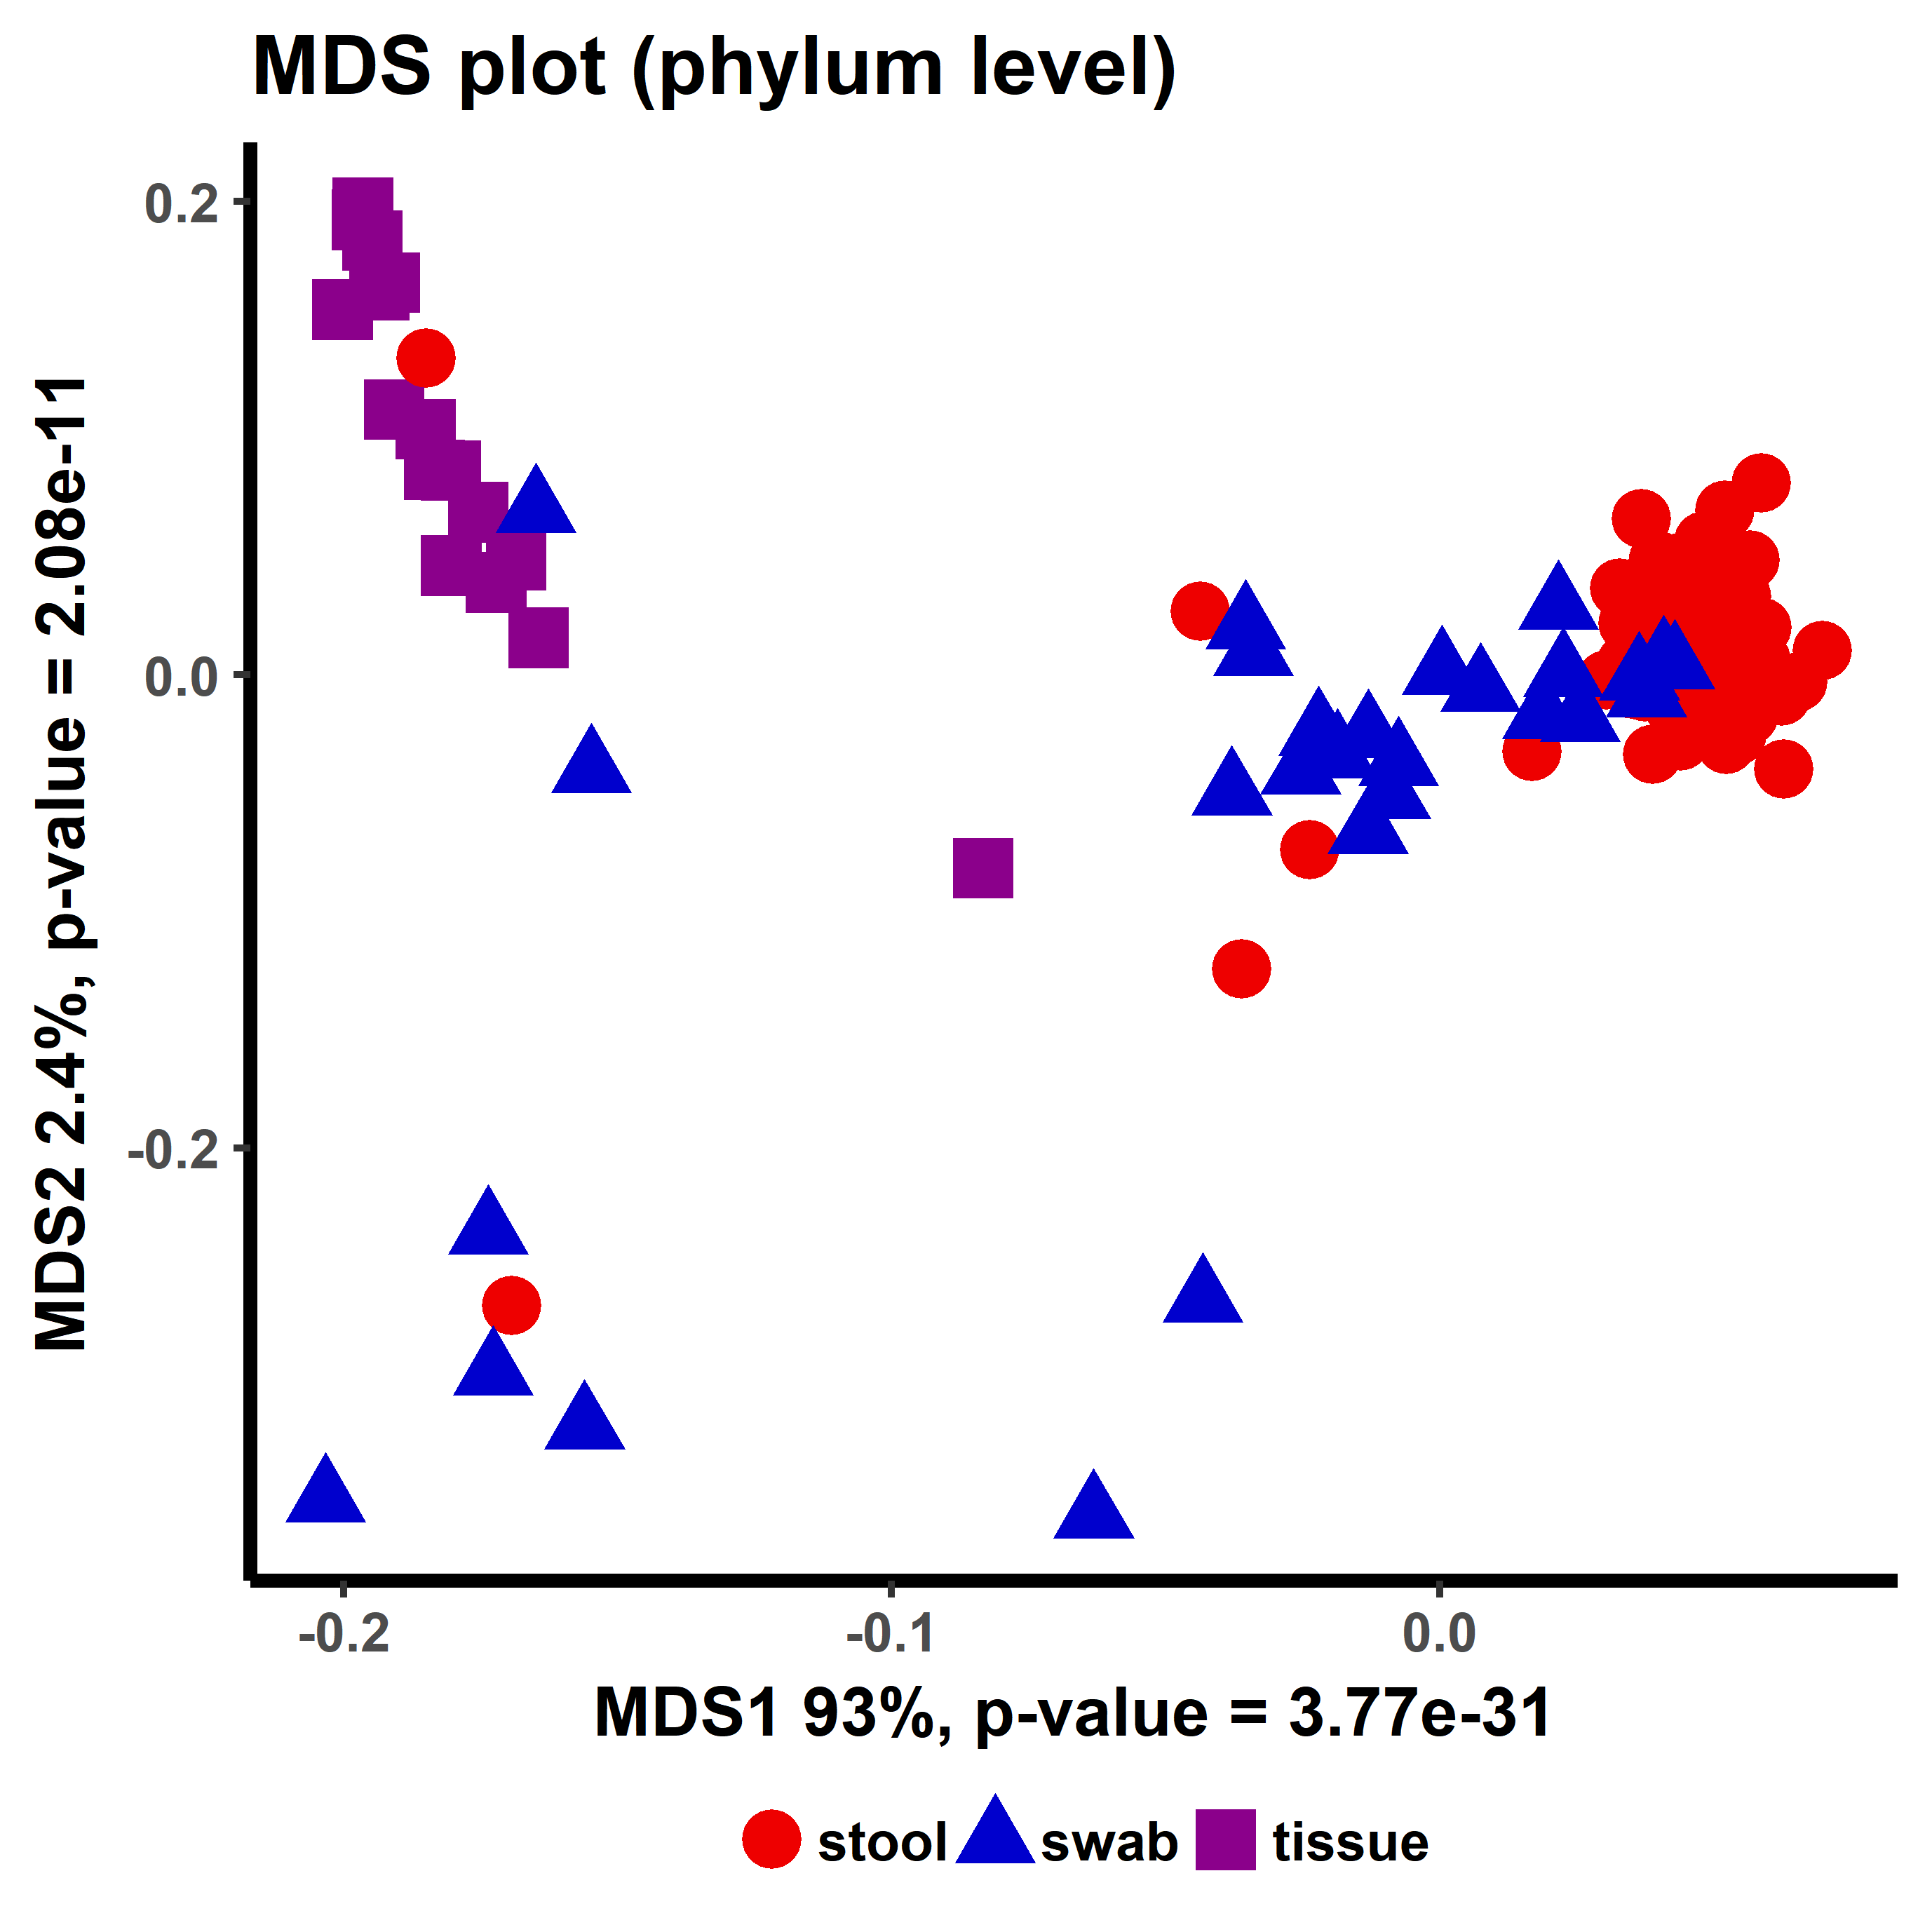 MDS plot (phylum level)
MDS2 2.4%, p-value = 2.08e-11
0.2
0.0
-0.2
-0.2
-0.1
0.0
MDS1 93%, p-value = 3.77e-31
stool
swab
tissue